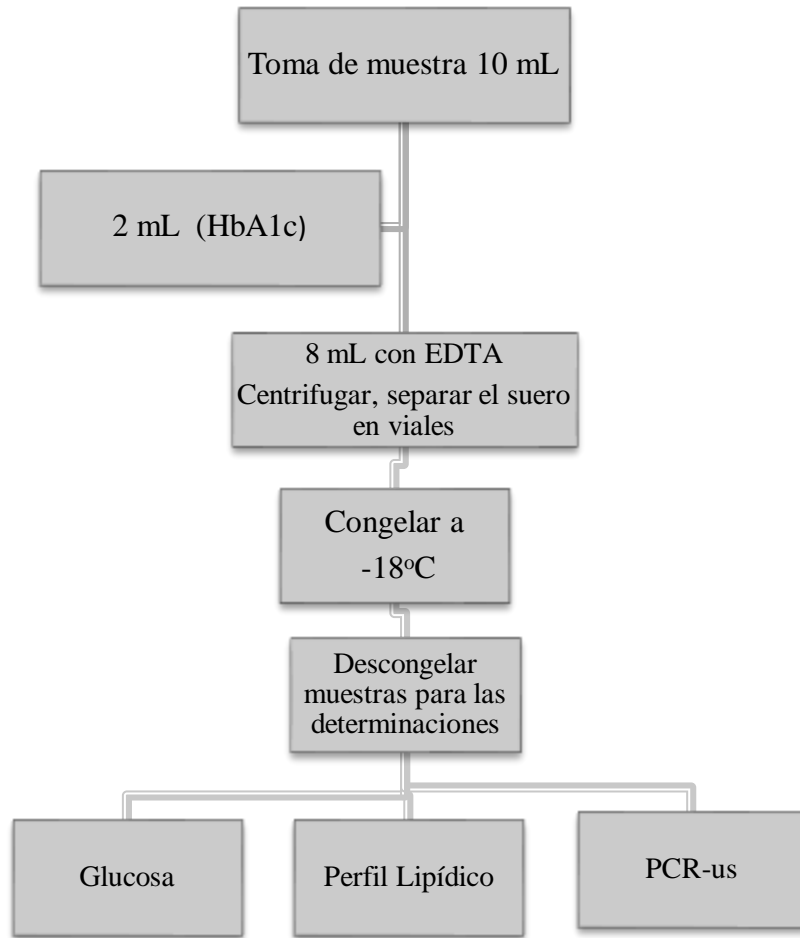 Toma de muestra 10 mL
2 mL (HbA1c)
8 mL con EDTA
Centrifugar, separar el suero
en viales
Congelar a
-18ºC
Descongelar
muestras para las
determinaciones
Glucosa
Perfil Lipídico
PCR-us